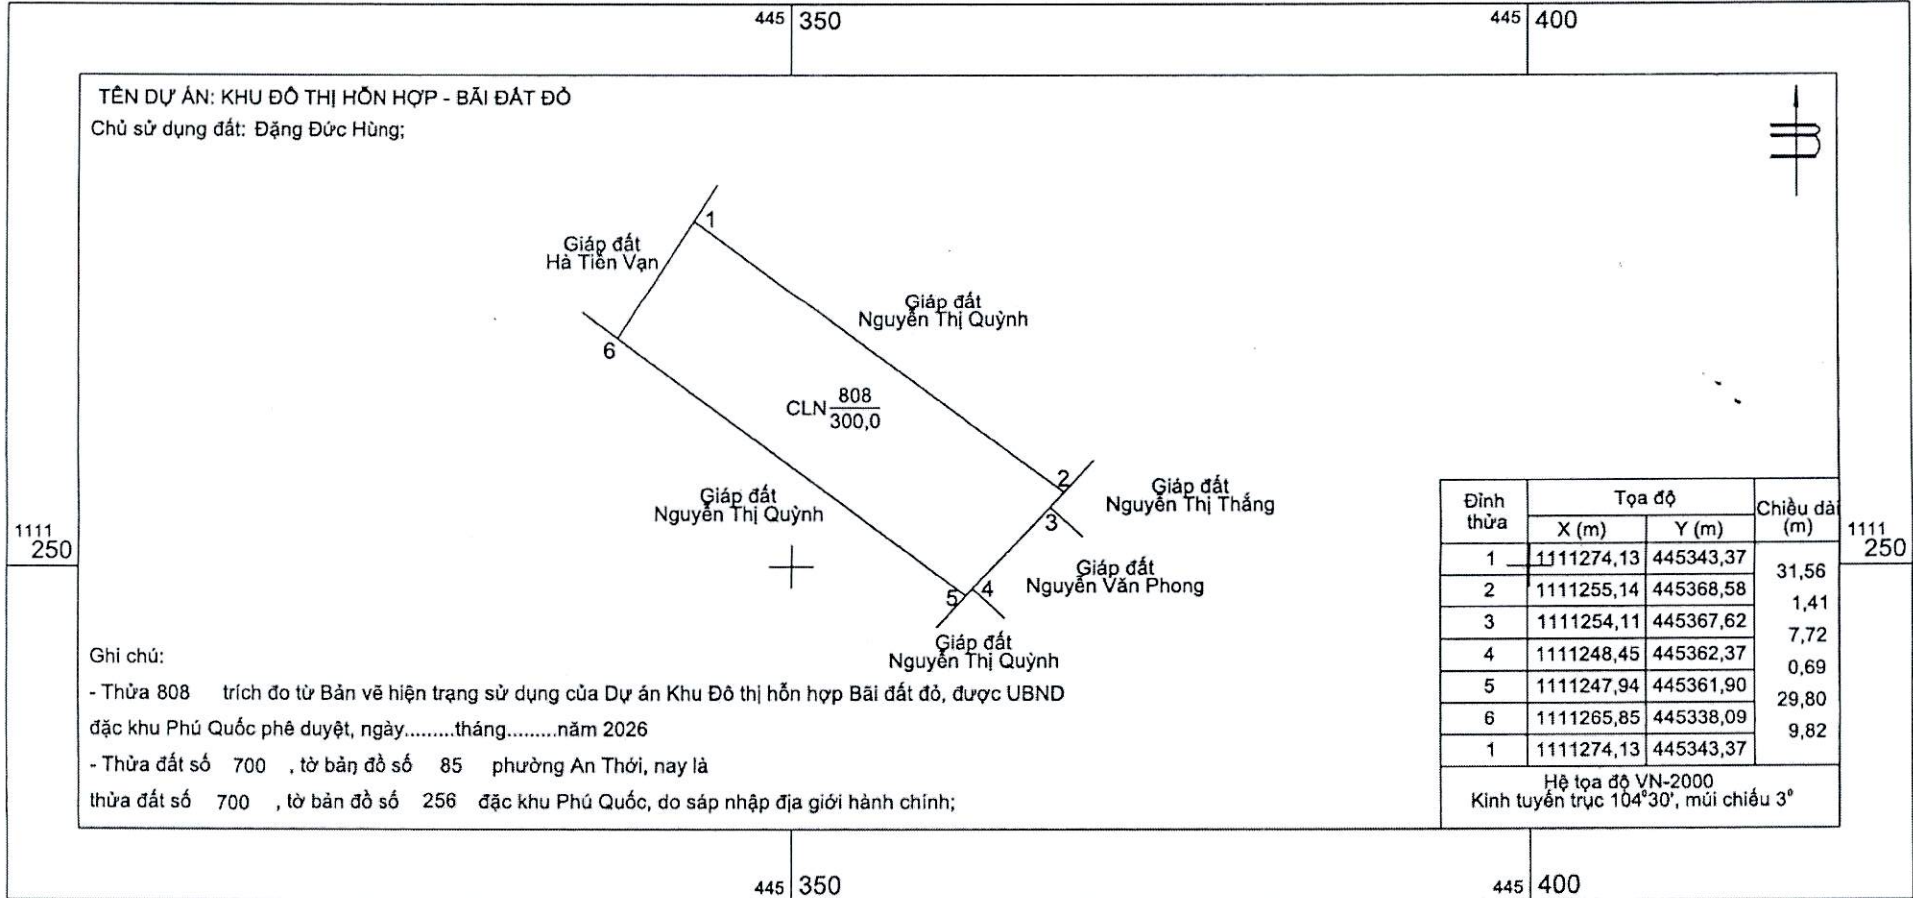 445 350
445 400
TÊN DỰ ÁN: KHU ĐÔ THỊ HỖN HỢP - BÃI ĐẤT ĐỎ
Chủ sử dụng đất: Đặng Đức Hùng;
1
Giáp đất
Hà Tiến Vạn
Giáp đất
Nguyễn Thị Quỳnh
6
CLN 808
300,0
2
Giáp đất
Nguyễn Thị Thắng
Giáp đất
Nguyễn Thị Quỳnh
3
1111
250
Giáp đất
Nguyễn Văn Phong
5
4
Giáp đất
Nguyễn Thị Quỳnh
Đỉnh thửa Tọa độ Chiều dài (m)
X (m) Y (m)
1 1111274,13 445343,37
31,56
2 1111255,14 445368,58
1,41
3 1111254,11 445367,62
7,72
4 1111248,45 445362,37
0,69
5 1111247,94 445361,90
29,80
6 1111265,85 445338,09
9,82
1 1111274,13 445343,37
Hệ tọa độ VN-2000
Kinh tuyến trục 104°30', múi chiếu 3°
1111
250
Ghi chú:
- Thửa 808 trích đo từ Bản vẽ hiện trạng sử dụng của Dự án Khu Đô thị hỗn hợp Bãi đất đỏ, được UBND
đặc khu Phú Quốc phê duyệt, ngày.........tháng.........năm 2026
- Thửa đất số 700 , tờ bản đồ số 85 phường An Thới, nay là
thửa đất số 700 , tờ bản đồ số 256 đặc khu Phú Quốc, do sáp nhập địa giới hành chính;
445 350
445 400